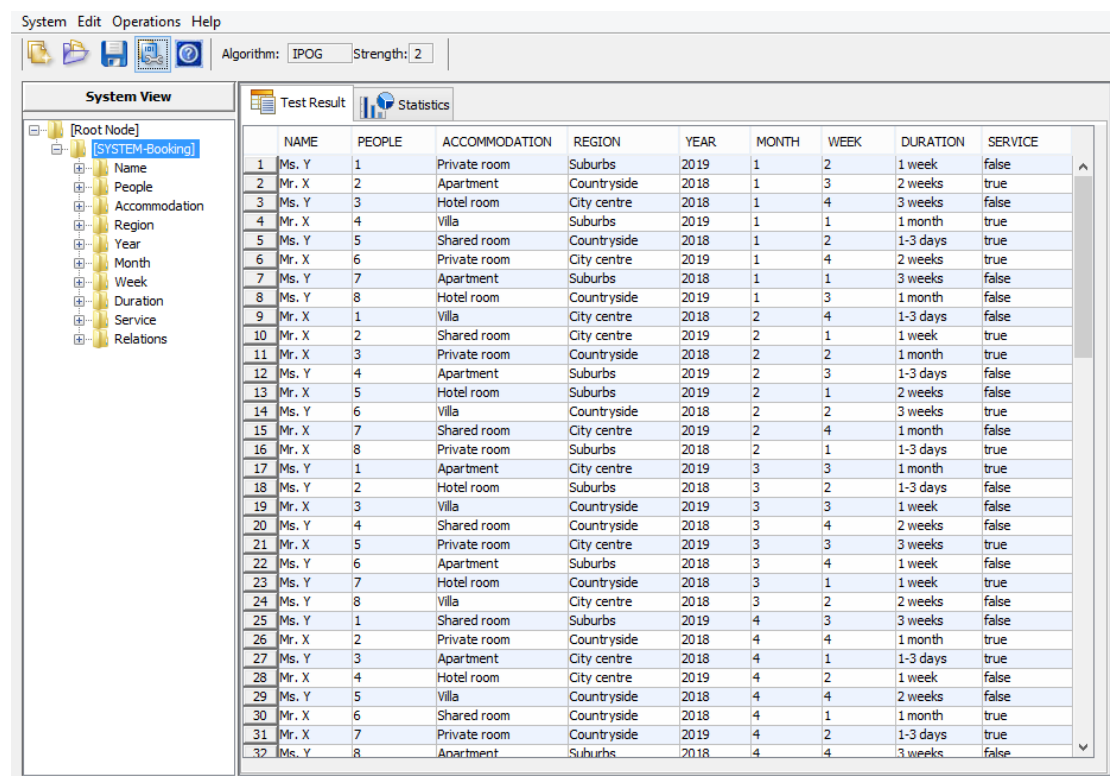 System Edit Operations Help
Algorithm: IPOG Strength: 2
System View
[Root Node]
[SYSTEM-Booking]
Name
People
Accommodation
Region
Year
Month
Week
Duration
Service
Relations
Test Result Statistics
NAME PEOPLE ACCOMMODATION REGION YEAR MONTH WEEK DURATION SERVICE
1 Ms. Y 1 Private room Suburbs 2019 1 2 1 week false
2 Mr. X 2 Apartment Countryside 2018 1 3 2 weeks true
3 Ms. Y 3 Hotel room City centre 2018 1 4 3 weeks true
4 Mr. X 4 Villa Suburbs 2019 1 1 1 month true
5 Ms. Y 5 Shared room Countryside 2018 1 2 1-3 days true
6 Mr. X 6 Private room City centre 2019 1 4 2 weeks true
7 Ms. Y 7 Apartment Suburbs 2018 1 1 3 weeks false
8 Ms. Y 8 Hotel room Countryside 2019 1 3 1 month false
9 Mr. X 1 Villa City centre 2018 2 4 1-3 days false
10 Mr. X 2 Shared room City centre 2019 2 1 1 week true
11 Mr. X 3 Private room Countryside 2018 2 2 1 month true
12 Ms. Y 4 Apartment Suburbs 2019 2 3 1-3 days false
13 Mr. X 5 Hotel room Suburbs 2019 2 1 2 weeks false
14 Ms. Y 6 Villa Countryside 2018 2 2 3 weeks true
15 Mr. X 7 Shared room City centre 2019 2 4 1 month true
16 Mr. X 8 Private room Suburbs 2018 2 1 1-3 days true
17 Ms. Y 1 Apartment City centre 2019 3 3 1 month true
18 Ms. Y 2 Hotel room Suburbs 2018 3 2 1-3 days false
19 Mr. X 3 Villa Countryside 2019 3 3 1 week false
20 Ms. Y 4 Shared room Countryside 2018 3 4 2 weeks false
21 Mr. X 5 Private room City centre 2019 3 3 3 weeks true
22 Ms. Y 6 Apartment Suburbs 2018 3 4 1 week false
23 Ms. Y 7 Hotel room Countryside 2018 3 1 1 week true
24 Ms. Y 8 Villa City centre 2018 3 2 2 weeks false
25 Ms. Y 1 Shared room Suburbs 2019 4 3 3 weeks false
26 Mr. X 2 Private room Countryside 2018 4 4 1 month true
27 Ms. Y 3 Apartment City centre 2018 4 1 1-3 days true
28 Mr. X 4 Hotel room City centre 2019 4 2 1 week false
29 Ms. Y 5 Villa Countryside 2018 4 4 2 weeks false
30 Mr. X 6 Shared room Countryside 2018 4 1 1 month true
31 Mr. X 7 Private room Countryside 2019 4 2 1-3 days true
32 Ms. Y 8 Apartment Suburbs 2018 4 4 3 weeks false